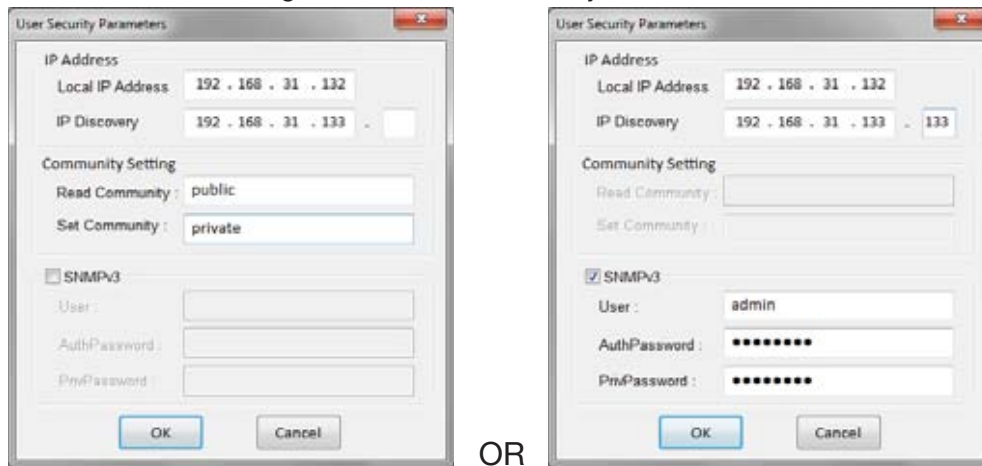 User Security Parameters
IP Address
Local IP Address 192 . 168 . 31 . 132
IP Discovery 192 . 168 . 31 . 133 .
Community Setting
Read Community : public
Set Community : private
SNMPv3
User :
AuthPassword :
PrivPassword :
OK Cancel
OR
User Security Parameters
IP Address
Local IP Address 192 . 168 . 31 . 132
IP Discovery 192 . 168 . 31 . 133 . 133
Community Setting
Read Community :
Set Community :
SNMPv3
User : admin
AuthPassword : ●●●●●●●●
PrivPassword : ●●●●●●●●
OK Cancel